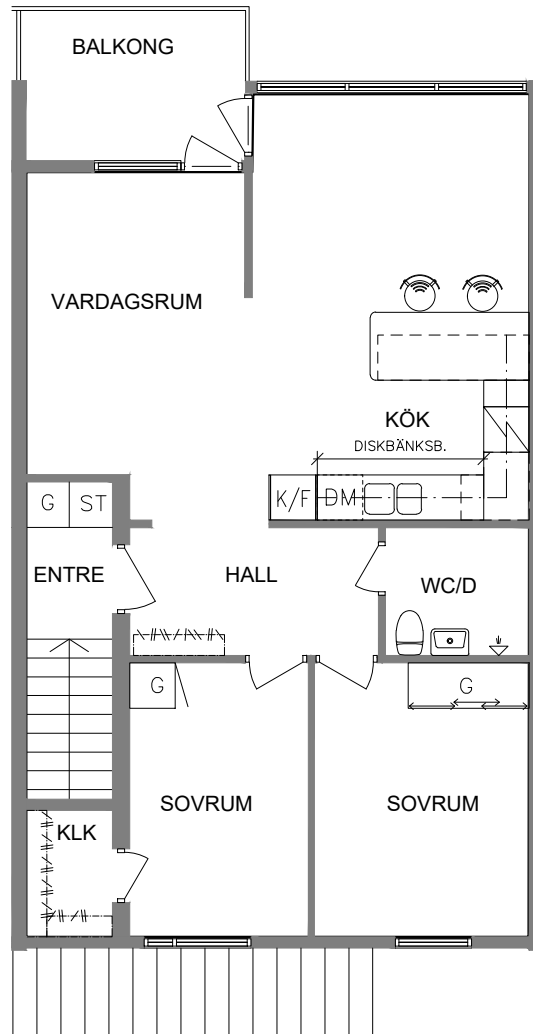 BALKONG
VARDAGSRUM
KÖK
DISKBÄNKSB.
G ST
K/F DM
ENTRE
HALL
WC/D
G
G
SOVRUM
SOVRUM
KLK